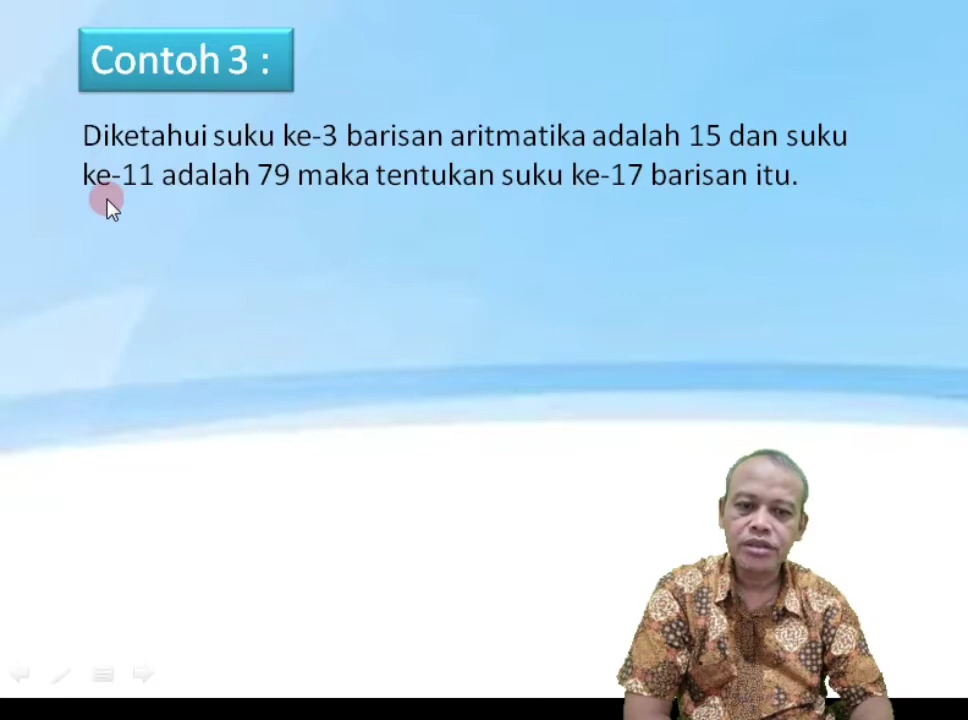 Contoh 3 :
Diketahui suku ke-3 barisan aritmatika adalah 15 dan suku
ke-11 adalah 79 maka tentukan suku ke-17 barisan itu.